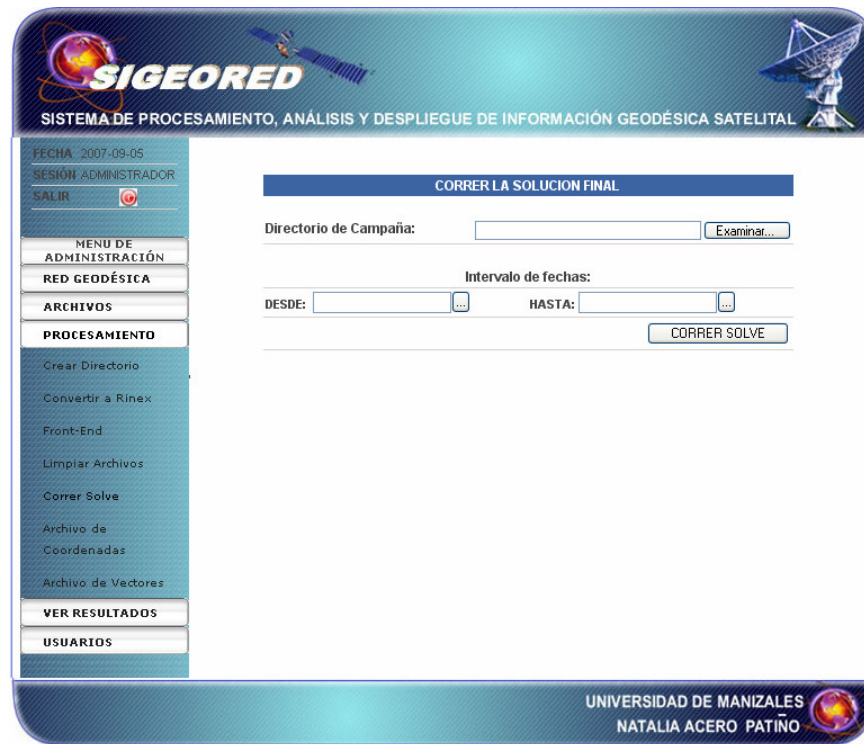 SIGEORED
SISTEMA DE PROCESAMIENTO, ANÁLISIS Y DESPLIEGUE DE INFORMACIÓN GEODÉSICA SATELITAL
FECHA 2007-09-05
SESIÓN ADMINISTRADOR
SALIR
MENU DE
ADMINISTRACIÓN
RED GEODÉSICA
ARCHIVOS
PROCESAMIENTO
Crear Directorio
Convertir a Rinex
Front-End
Limpiar Archivos
Correr Solve
Archivo de
Coordenadas
Archivo de Vectores
VER RESULTADOS
USUARIOS
CORRER LA SOLUCION FINAL
Directorio de Campaña:
Examinar...
Intervalo de fechas:
DESDE: ... HASTA: ...
CORRER SOLVE
UNIVERSIDAD DE MANIZALES
NATALIA ACERO PATIÑO